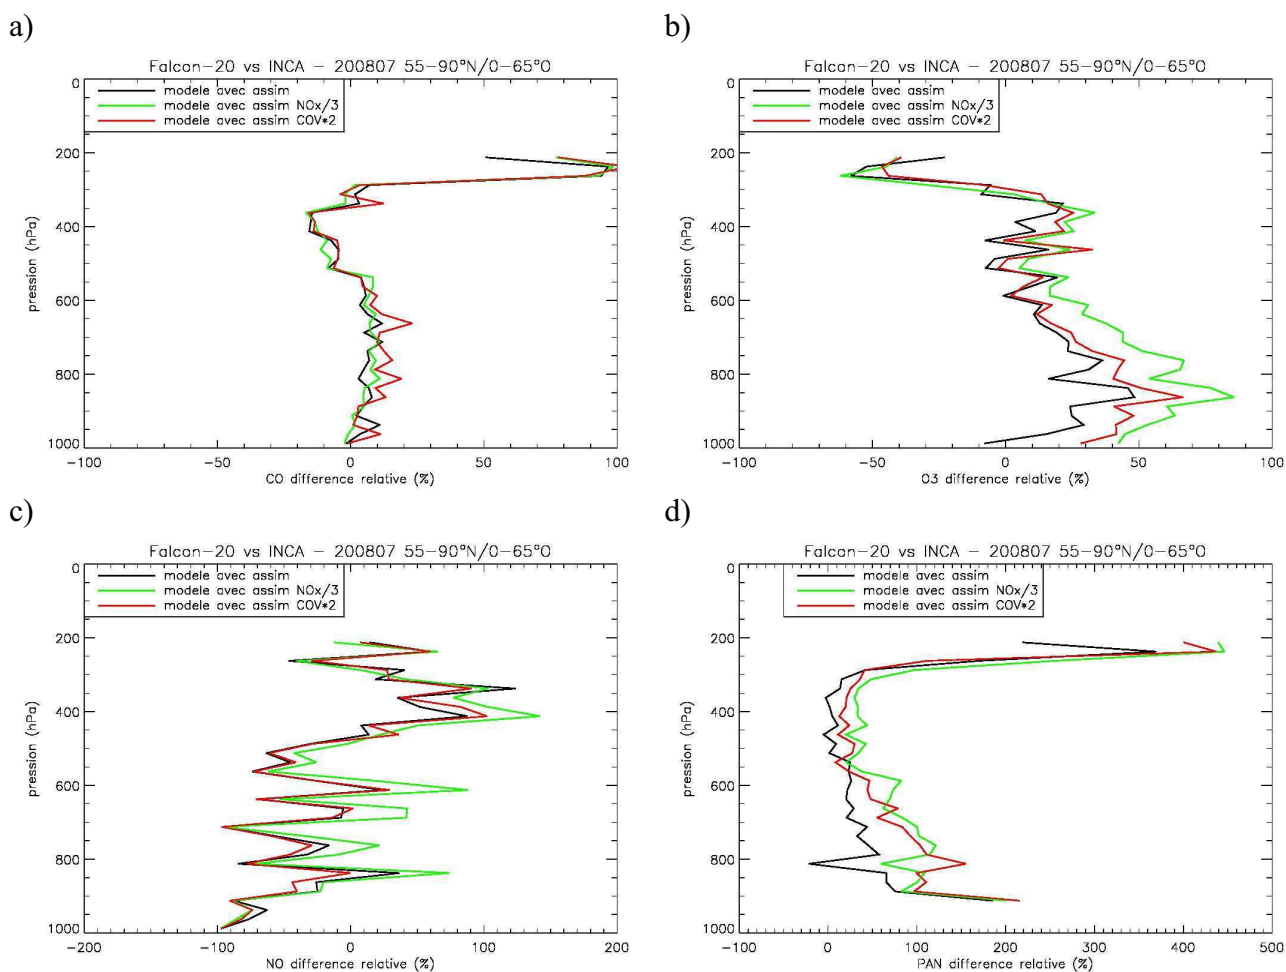 a)
Falcon-20 vs INCA - 200807 55-90°N/0-65°O
modele avec assim
modele avec assim NOx/3
modele avec assim COV*2
0
200
400
600
800
1000
pression (hPa)
-100
-50
0
50
100
CO difference relative (%)
b)
Falcon-20 vs INCA - 200807 55-90°N/0-65°O
modele avec assim
modele avec assim NOx/3
modele avec assim COV*2
0
200
400
600
800
1000
pression (hPa)
-100
-50
0
50
100
O3 difference relative (%)
c)
Falcon-20 vs INCA - 200807 55-90°N/0-65°O
modele avec assim
modele avec assim NOx/3
modele avec assim COV*2
0
200
400
600
800
1000
pression (hPa)
-200
-100
0
100
200
NO difference relative (%)
d)
Falcon-20 vs INCA - 200807 55-90°N/0-65°O
modele avec assim
modele avec assim NOx/3
modele avec assim COV*2
0
200
400
600
800
1000
pression (hPa)
-100
0
100
200
300
400
500
PAN difference relative (%)